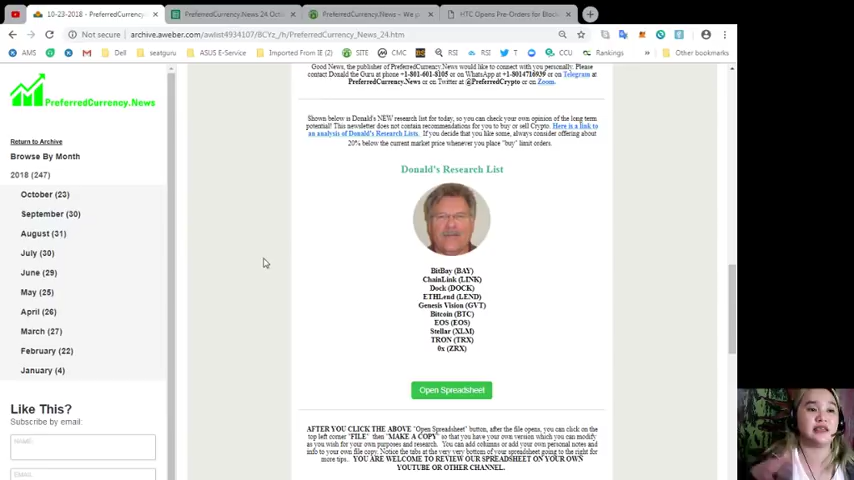 10-23-2018 - PreferredCurrency
PreferredCurrency.News 24 Octo
PreferredCurrency.News - We p
HTC Opens Pre-Orders for Block
Not secure | archive.aweber.com/awlist4934107/8CYz_/h/PreferredCurrency_News_24.htm
AMS
Dell
seatguru
ASUS E-Service
Imported From IE (2)
SITE
CMC
T
CCU
Rankings
Other bookmarks
PreferredCurrency.News
Return to Archive
Browse By Month
2018 (247)
October (23)
September (30)
August (31)
July (30)
June (29)
May (25)
April (26)
March (27)
February (22)
January (4)
Like This?
Subscribe by email:
NAME:
EMAIL
Good News, the publisher of PreferredCurrency.News would like to connect with you personally. Please
contact Donald the Guru at phone +1-801-601-8105 or on WhatsApp at +1-8014716939 or on Telegram at
PreferredCurrency.News or on Twitter at @PreferredCrypto or on Zoom.
Shown below is Donald's NEW research list for today, so you can check your own opinion of the long term
potential! This newsletter does not contain recommendations for you to buy or sell Crypto. Here is a link to
an analysis of Donald's Research Lists. If you decide that you like some, always consider offering about
20% below the current market price whenever you place "buy" limit orders.
Donald's Research List
BitBay (BAY)
ChainLink (LINK)
Dock (DOCK)
ETHLend (LEND)
Genesis Vision (GVT)
Bitcoin (BTC)
EOS (EOS)
Stellar (XLM)
TRON (TRX)
0x (ZRX)
Open Spreadsheet
AFTER YOU CLICK THE ABOVE "Open Spreadsheet" button, after the file opens, you can click on the
top left corner "FILE" then "MAKE A COPY" so that you have your own version which you can modify
as you wish for your own purposes and research. You can add columns or add your own personal notes and
info to your own file copy. Notice the tabs at the very very bottom of your spreadsheet going to the right for
more tips. YOU ARE WELCOME TO REVIEW OUR SPREADSHEET ON YOUR OWN
YOUTUBE OR OTHER CHANNEL.